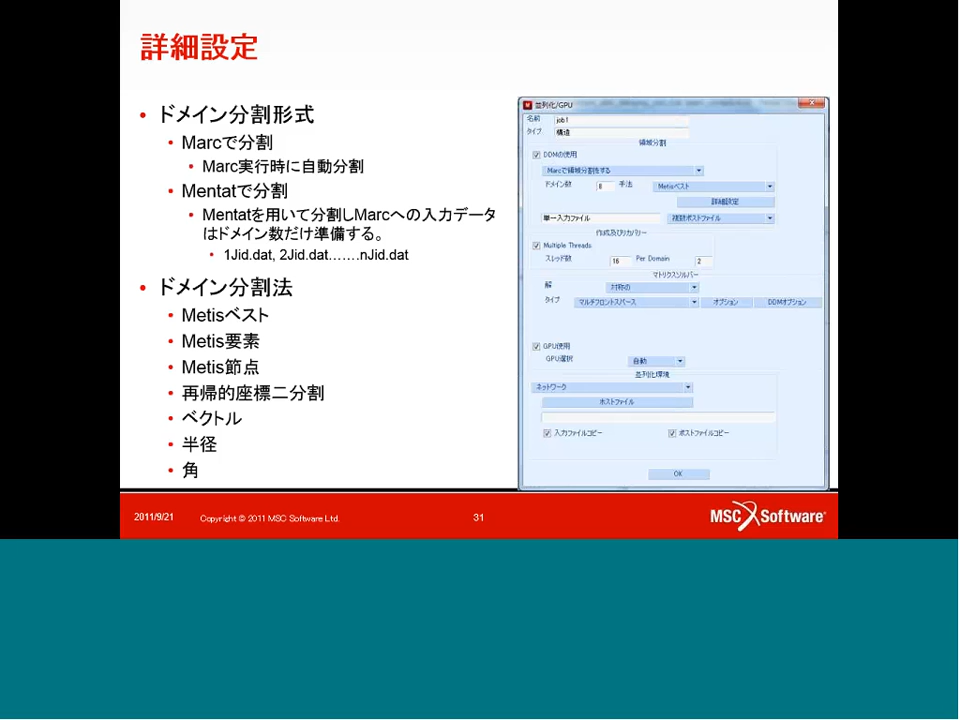 詳細設定
• ドメイン分割形式
• Marcで分割
• Marc実行時に自動分割
• Mentatで分割
• Mentatを用いて分割しMarcへの入力データ
はドメイン数だけ準備する。
• 1Jid.dat, 2Jid.dat…….nJid.dat
• ドメイン分割法
• Metisベスト
• Metis要素
• Metis節点
• 再帰的座標二分割
• ベクトル
• 半径
• 角
並列化/GPU
名前 job1
タイプ 構造
領域分割
DDMの使用
Marcで領域分割をする
ドメイン数 8 手法 Metisベスト
詳細設定
単一入力ファイル 複数ポストファイル
作成及びリカバリー
Multiple Threads
スレッド数 16 Per Domain 2
マトリクスソルバー
解 対称の
タイプ マルチフロントスパース オプション DDMオプション
GPU使用
GPU選択 自動
並列化環境
ネットワーク
ホストファイル
入力ファイルコピー ポストファイルコピー
OK
2011/9/21 Copyright © 2011 MSC Software Ltd. 31 MSC Software